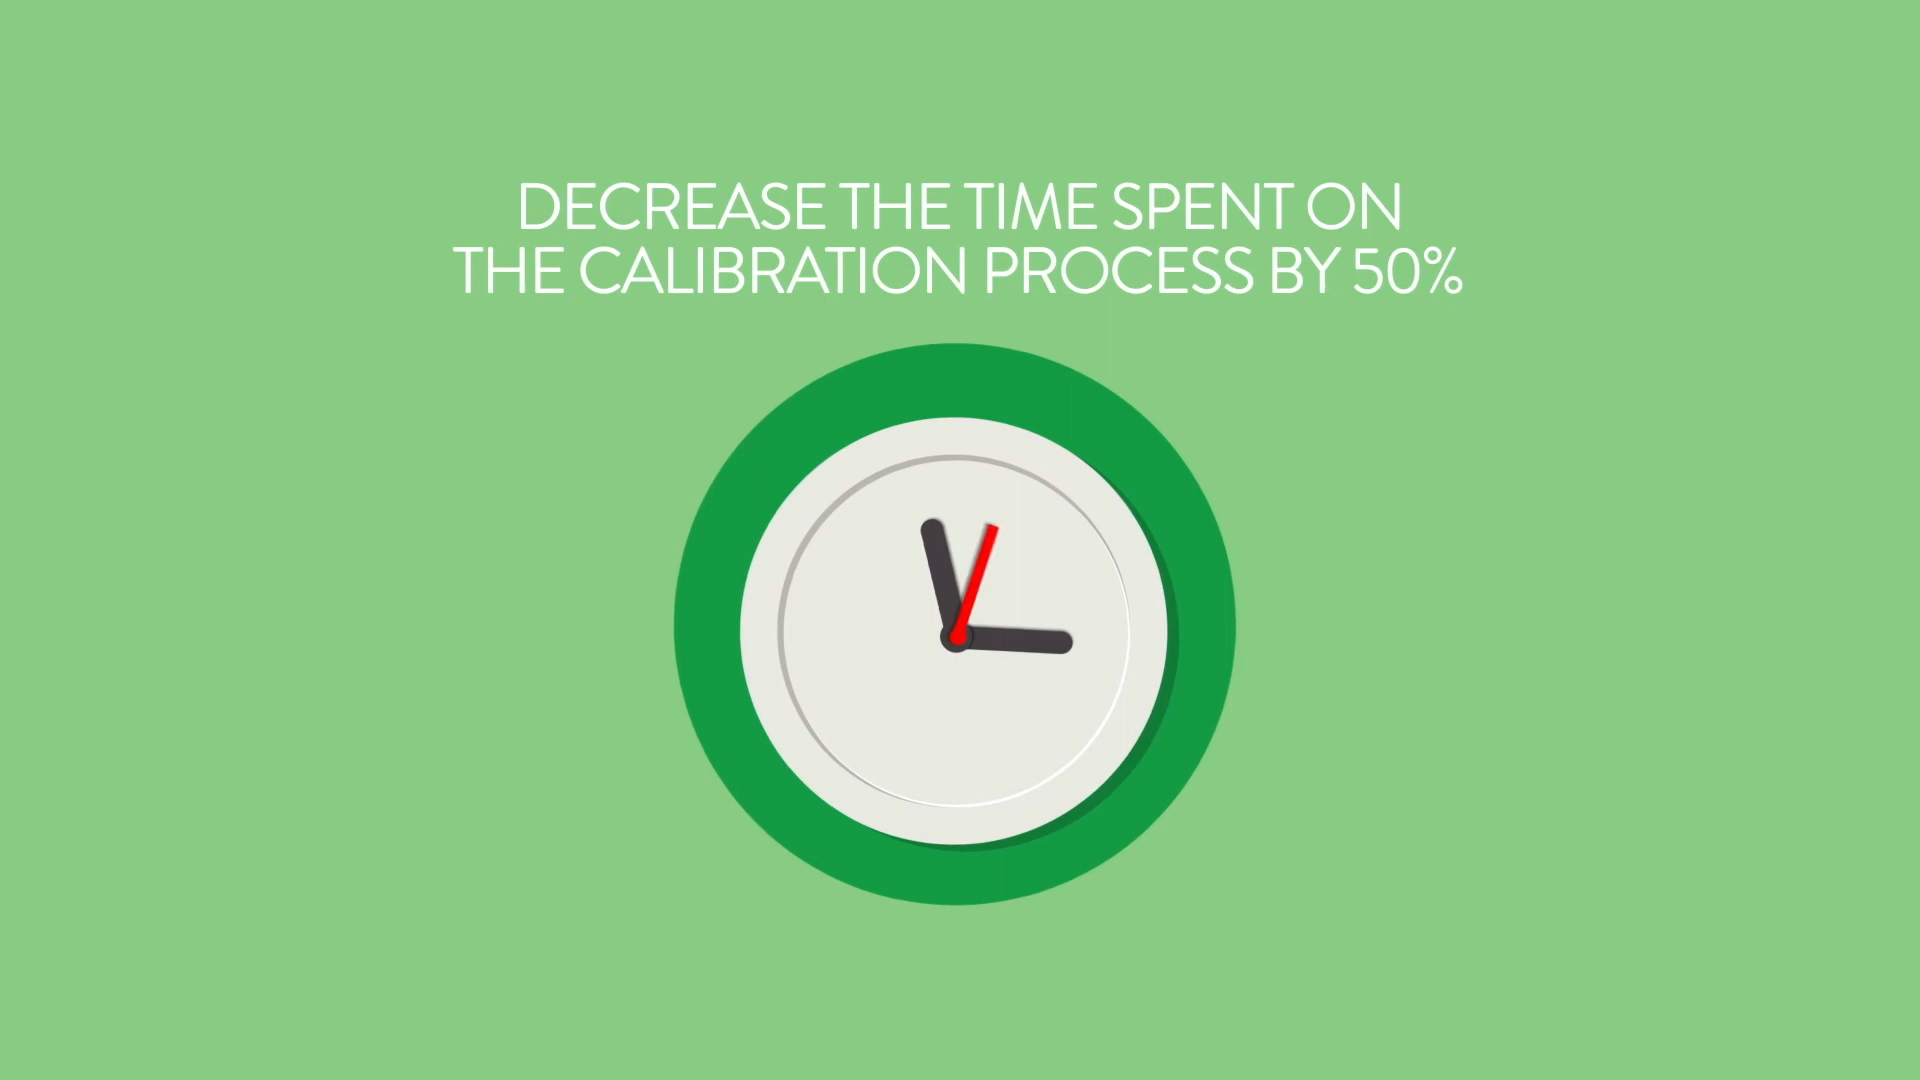 DECREASE THE TIME SPENT ON
THE CALIBRATION PROCESS BY 50%